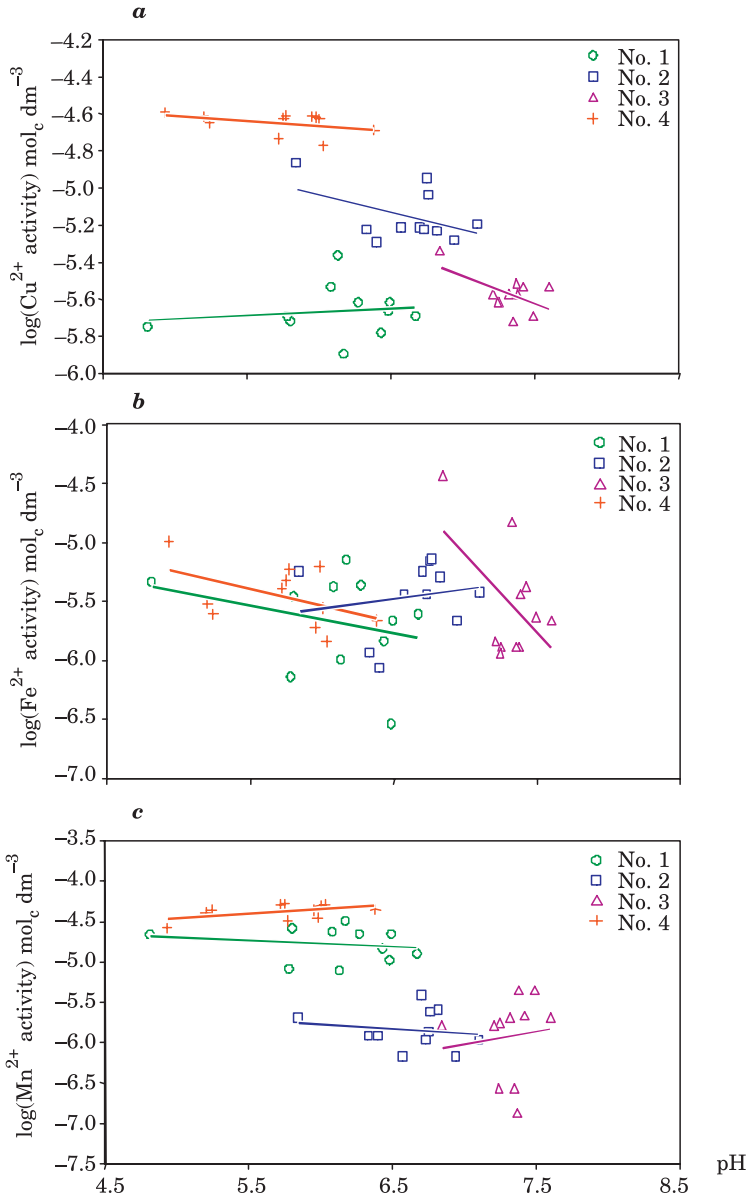 a
log(Cu²⁺ activity) mol_c dm⁻³
−4.2
−4.4
−4.6
−4.8
−5.0
−5.2
−5.4
−5.6
−5.8
−6.0
No. 1
No. 2
No. 3
No. 4
b
log(Fe²⁺ activity) mol_c dm⁻³
−4.0
−4.5
−5.0
−5.5
−6.0
−6.5
−7.0
No. 1
No. 2
No. 3
No. 4
c
log(Mn²⁺ activity) mol_c dm⁻³
−3.5
−4.0
−4.5
−5.0
−5.5
−6.0
−6.5
−7.0
−7.5
No. 1
No. 2
No. 3
No. 4
4.5 5.5 6.5 7.5 8.5
pH